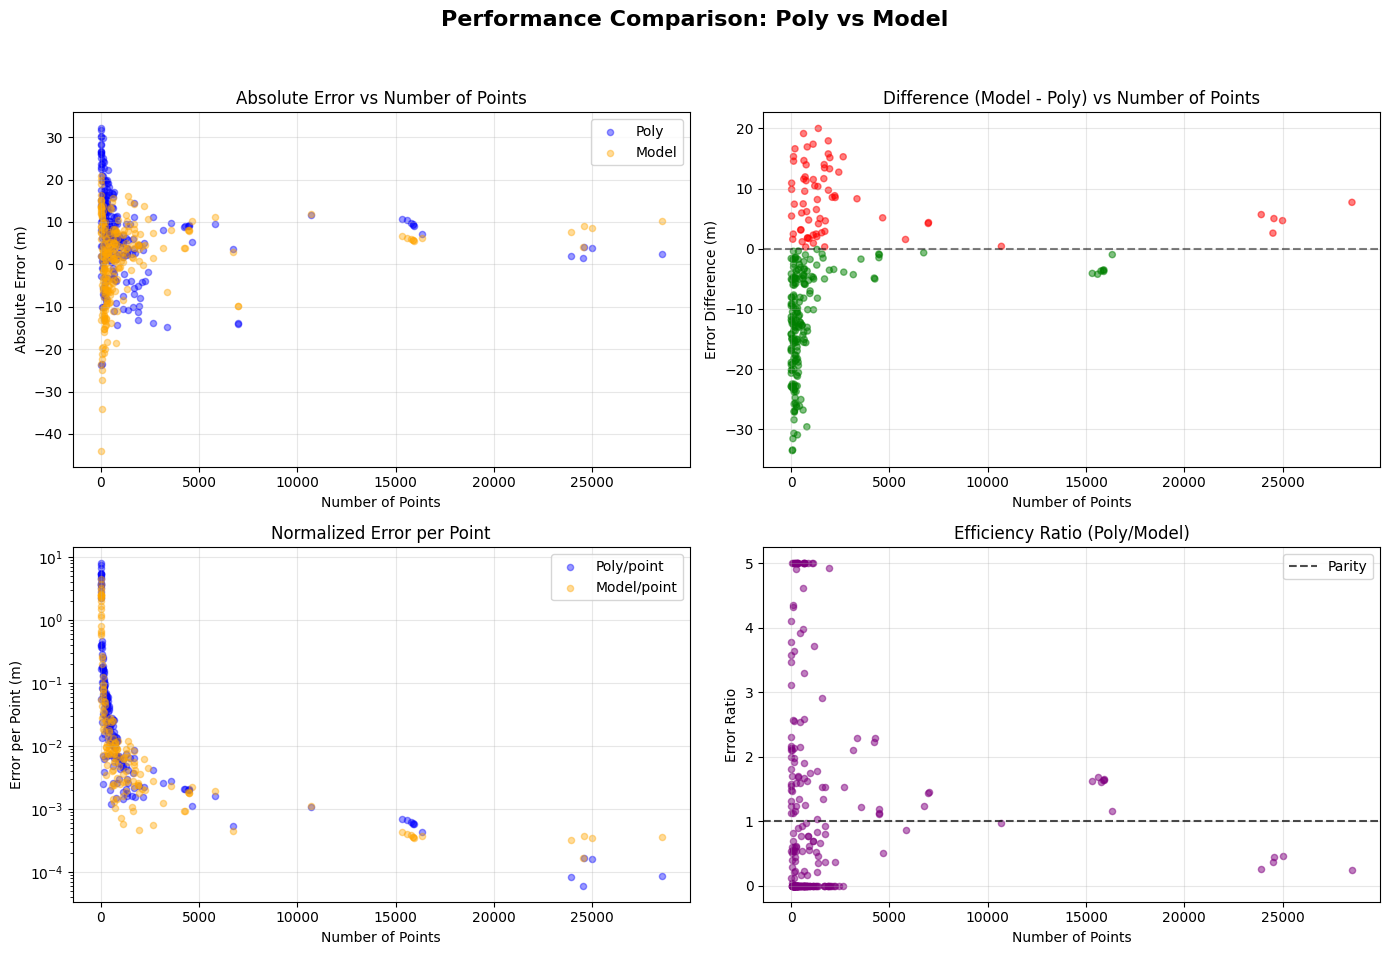 Performance Comparison: Poly vs Model
Absolute Error vs Number of Points
30
20
10
0
−10
−20
−30
−40
Absolute Error (m)
Poly
Model
0 5000 10000 15000 20000 25000
Number of Points
Difference (Model - Poly) vs Number of Points
20
10
0
−10
−20
−30
Error Difference (m)
0 5000 10000 15000 20000 25000
Number of Points
Normalized Error per Point
10¹
10⁰
10⁻¹
10⁻²
10⁻³
10⁻⁴
Error per Point (m)
Poly/point
Model/point
0 5000 10000 15000 20000 25000
Number of Points
Efficiency Ratio (Poly/Model)
5
4
3
2
1
0
Error Ratio
Parity
0 5000 10000 15000 20000 25000
Number of Points